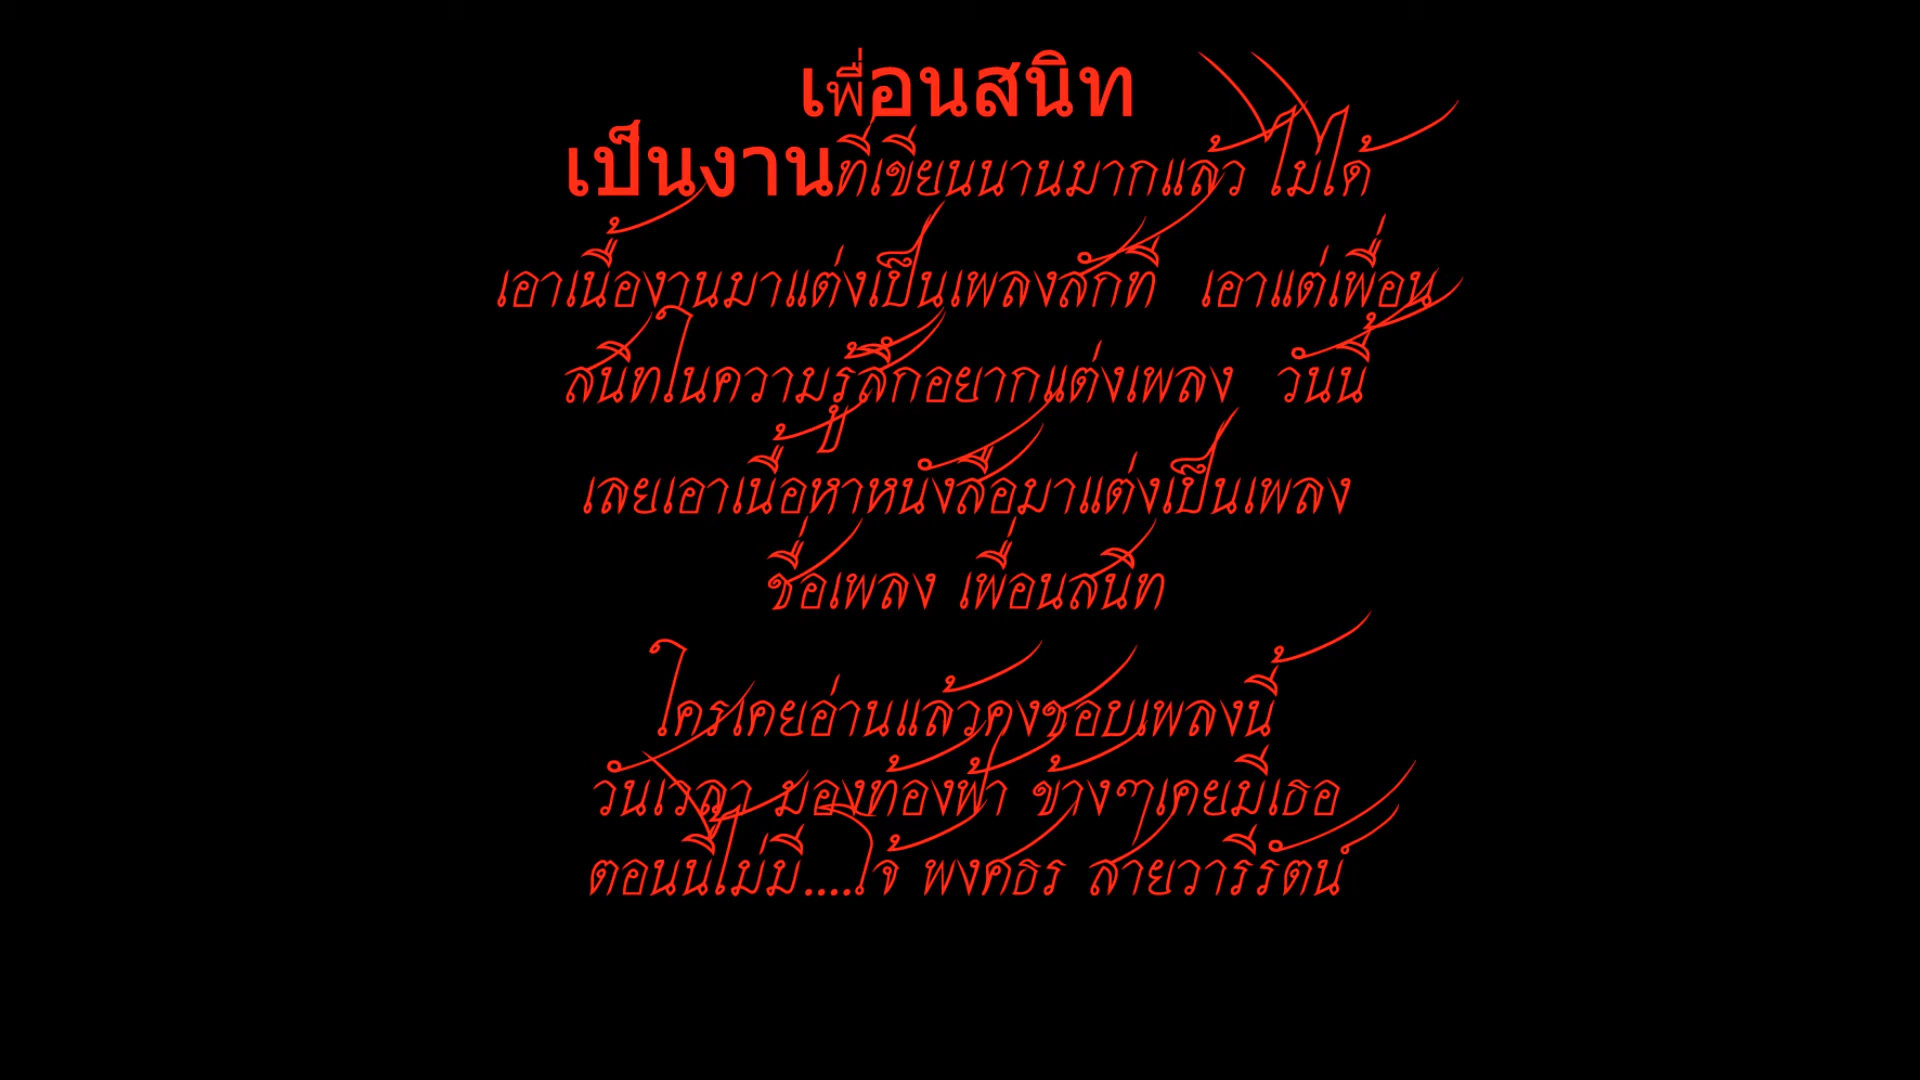 เพื่อนสนิท
เป็นงานที่เขียนนานมากแล้ว ไม่ได้
เอาเนื้องานมาแต่งเป็นเพลงสักที เอาแต่เพื่อน
สนิทในความรู้สึกอยากแต่งเพลง วันนี้
เลยเอาเนื้อหาหนังสือมาแต่งเป็นเพลง
ชื่อเพลง เพื่อนสนิท
ใครเคยอ่านแล้วคงชอบเพลงนี้
วันเวลา มองท้องฟ้า ข้างๆเคยมีเธอ
ตอนนี้ไม่มี....ใจ้ พงศธร สายวารีรัตน์